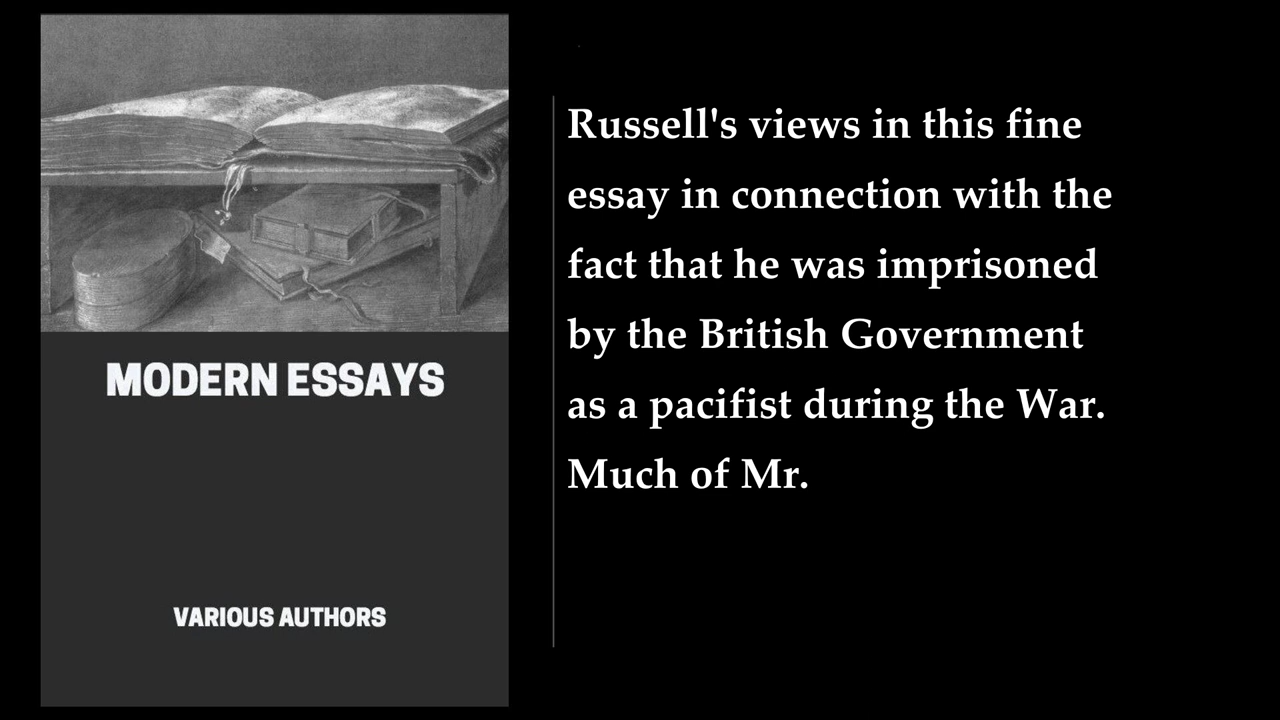 MODERN ESSAYS
VARIOUS AUTHORS
Russell's views in this fine
essay in connection with the
fact that he was imprisoned
by the British Government
as a pacifist during the War.
Much of Mr.